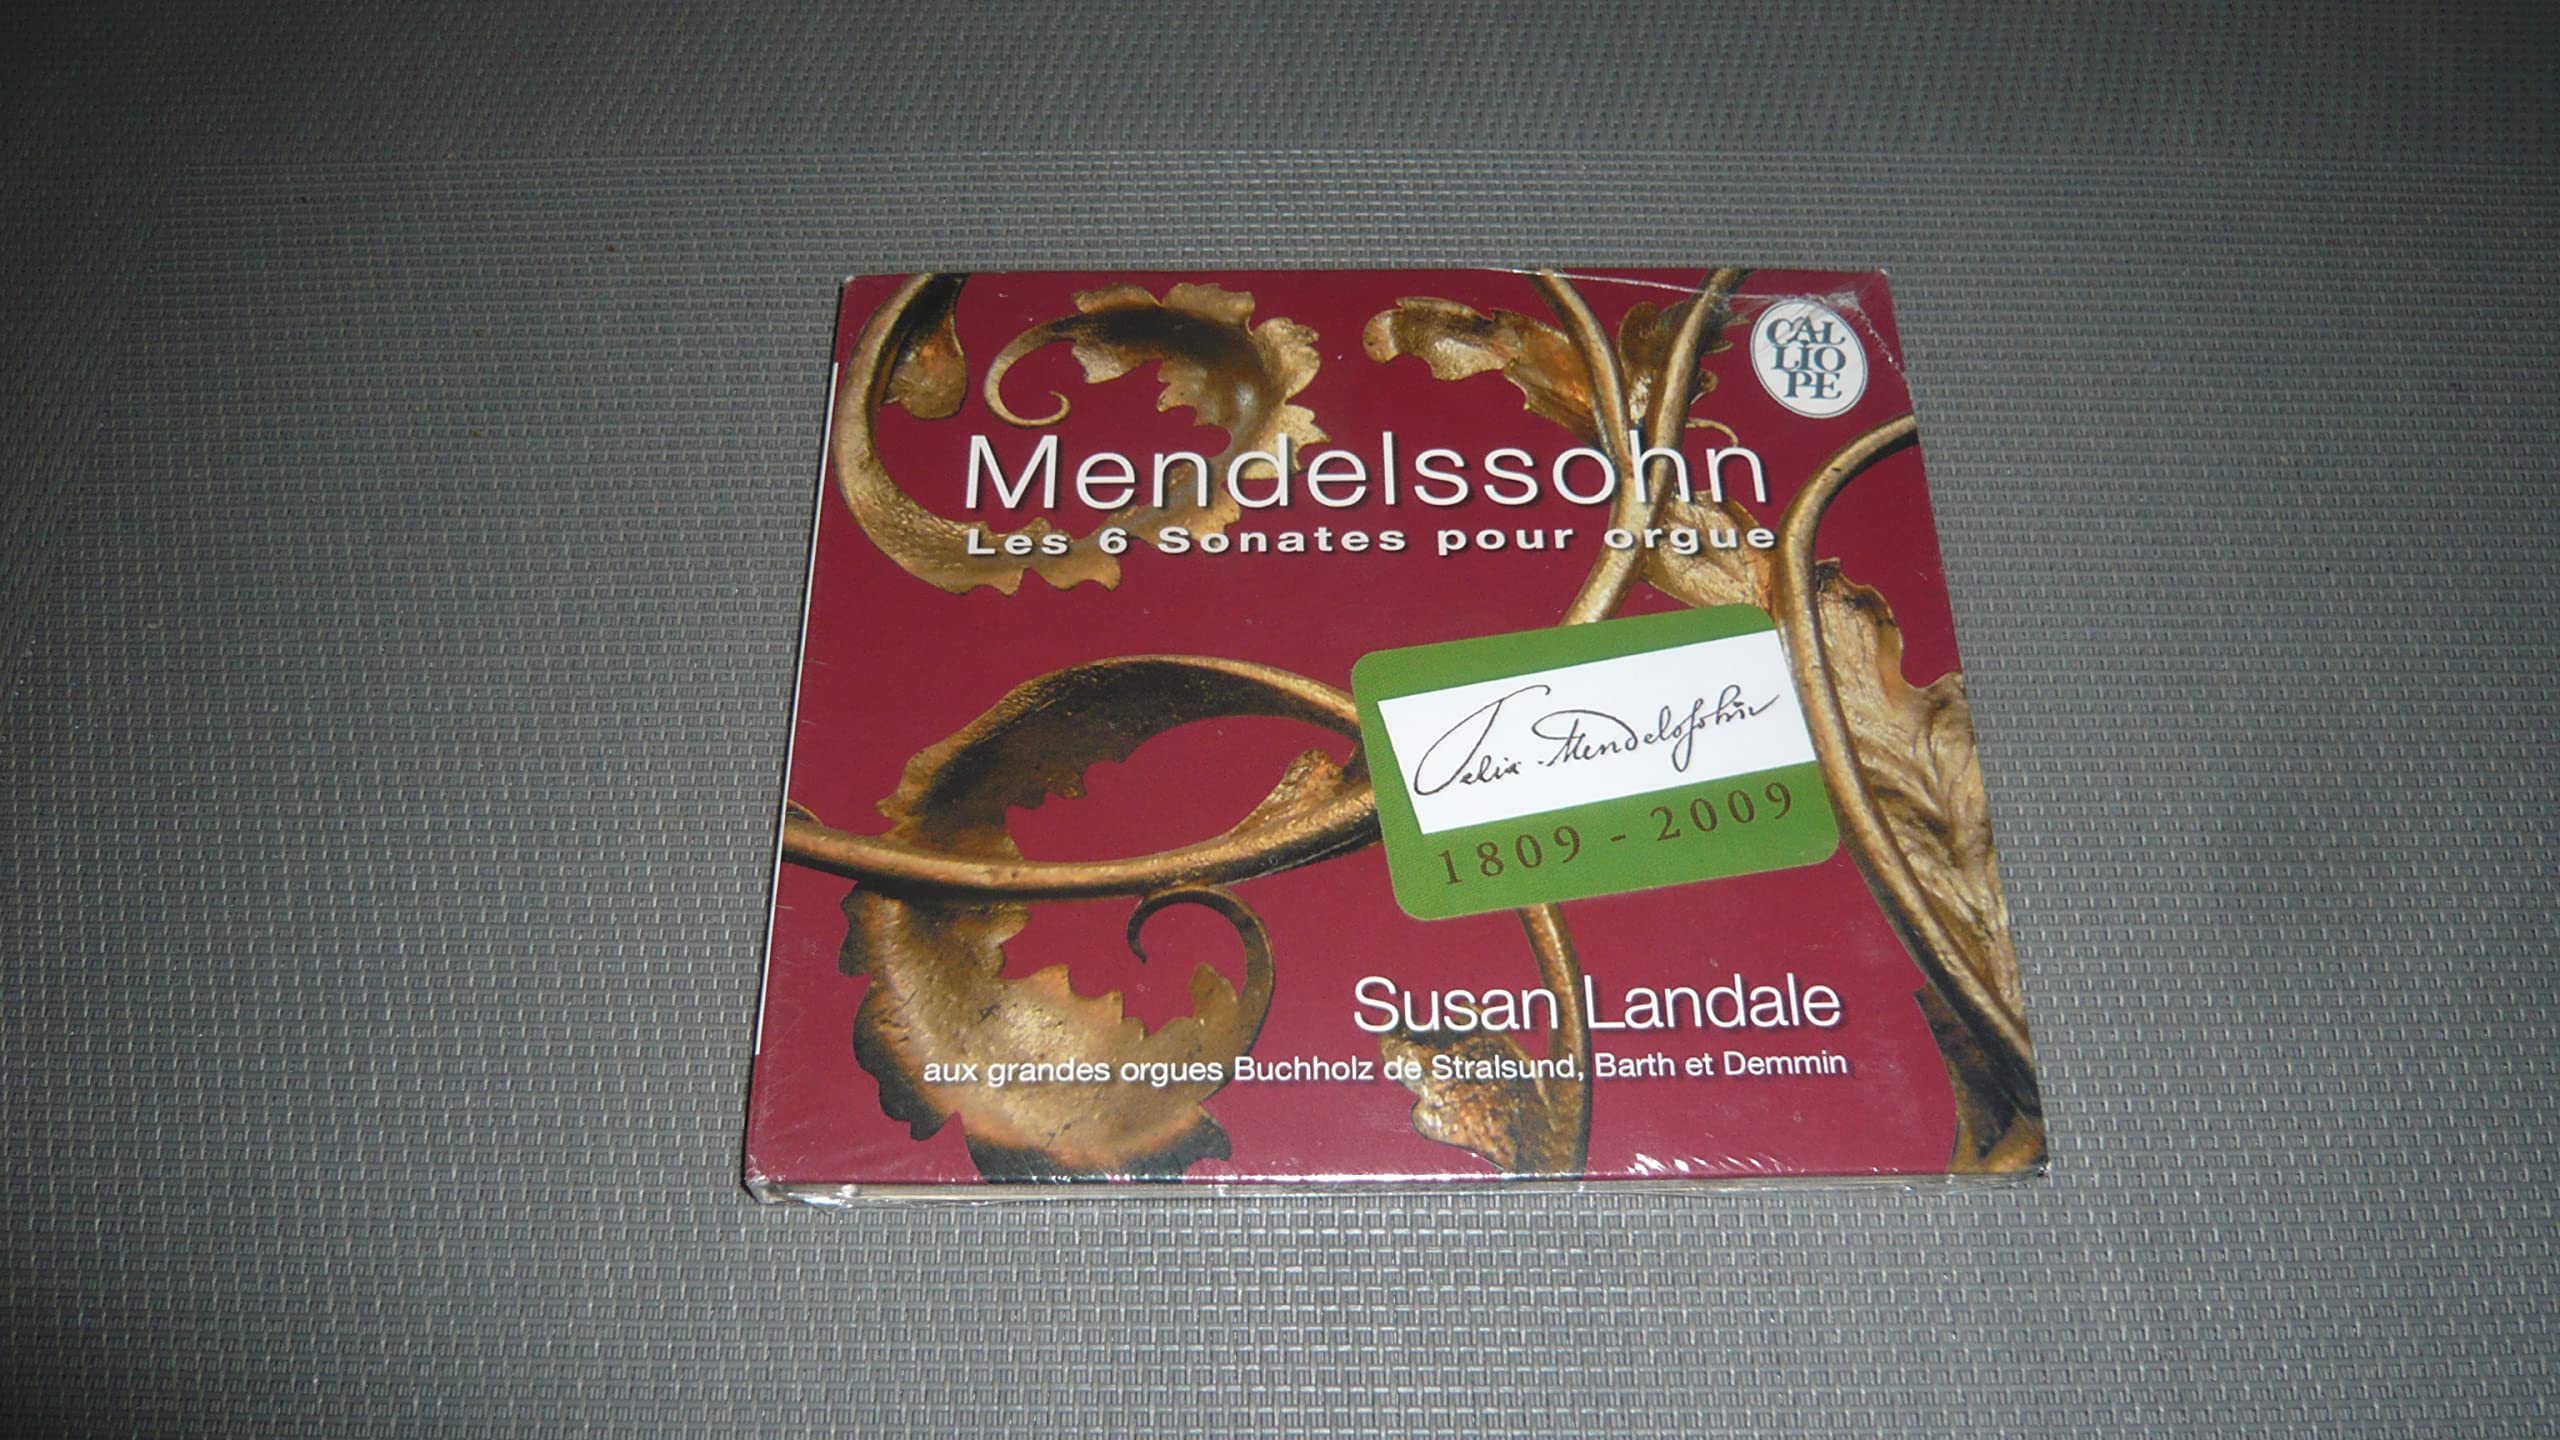 CAL
LIO
PE
Mendelssohn
Les 6 Sonates pour orgue
Felix Mendelssohn
1809 - 2009
Susan Landale
aux grandes orgues Buchholz de Stralsund, Barth et Demmin